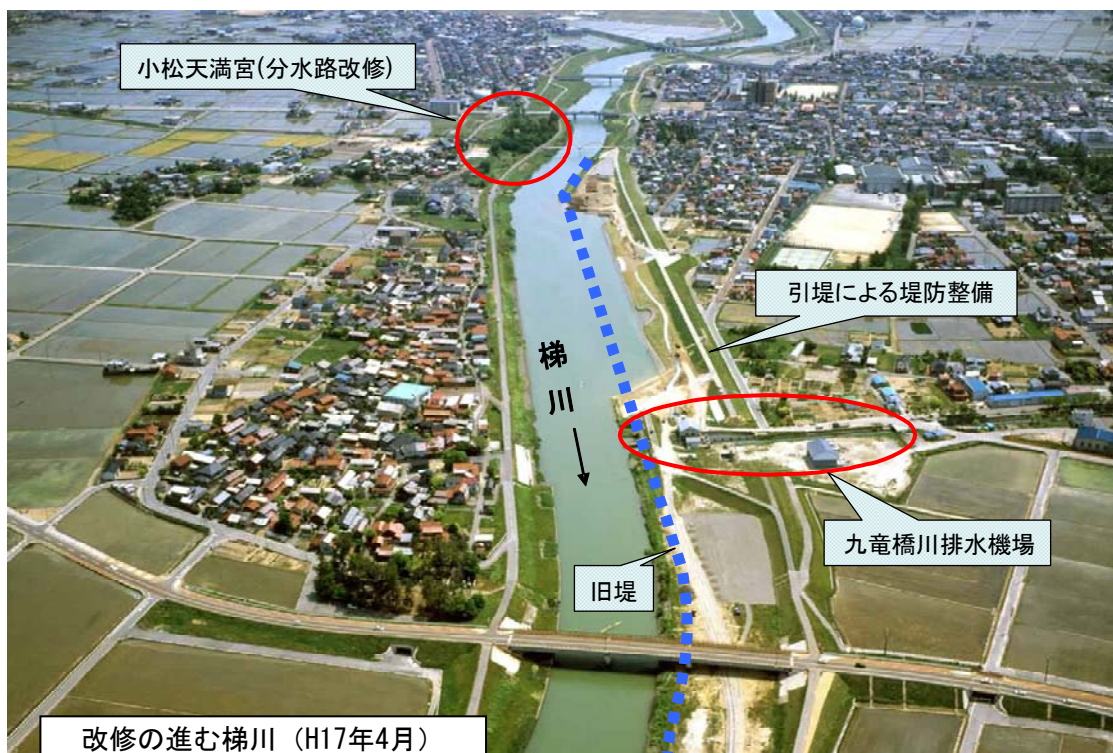 小松天満宮(分水路改修)
引堤による堤防整備
梯川
九竜橋川排水機場
旧堤
改修の進む梯川 (H17年4月)